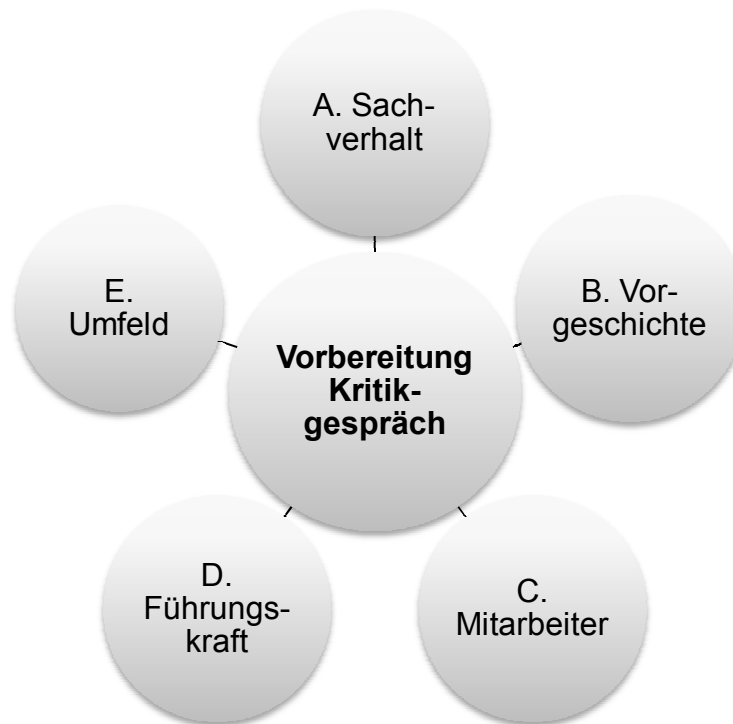 A. Sach-
verhalt
B. Vor-
geschichte
C.
Mitarbeiter
D.
Führungs-
kraft
E.
Umfeld
Vorbereitung
Kritik-
gespräch